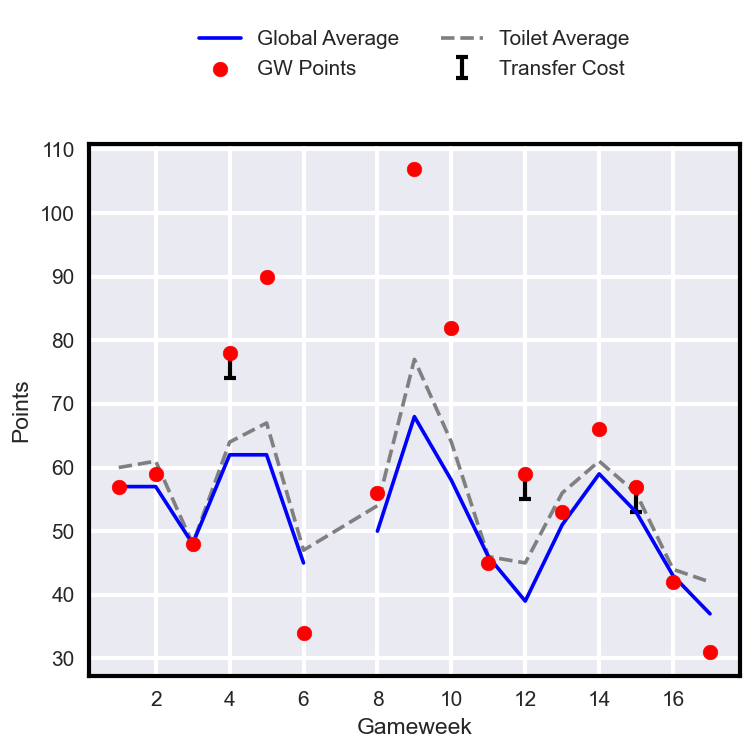 Global Average
Toilet Average
GW Points
Transfer Cost
110
100
90
80
70
60
50
40
30
Points
2 4 6 8 10 12 14 16
Gameweek